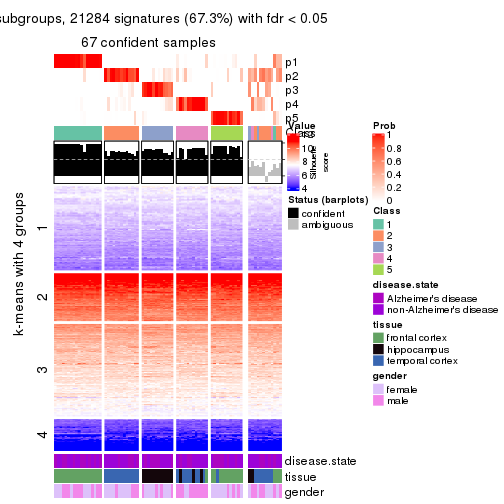 subgroups, 21284 signatures (67.3%) with fdr < 0.05
67 confident samples
p1
p2
p3
p4
p5
Class
Silhouette
score
1
2
3
4
k-means with 4 groups
disease.state
tissue
gender
Value
12
10
8
6
4
Status (barplots)
confident
ambiguous
Prob
1
0.8
0.6
0.4
0.2
0
Class
1
2
3
4
5
disease.state
Alzheimer's disease
non-Alzheimer's disease
tissue
frontal cortex
hippocampus
temporal cortex
gender
female
male